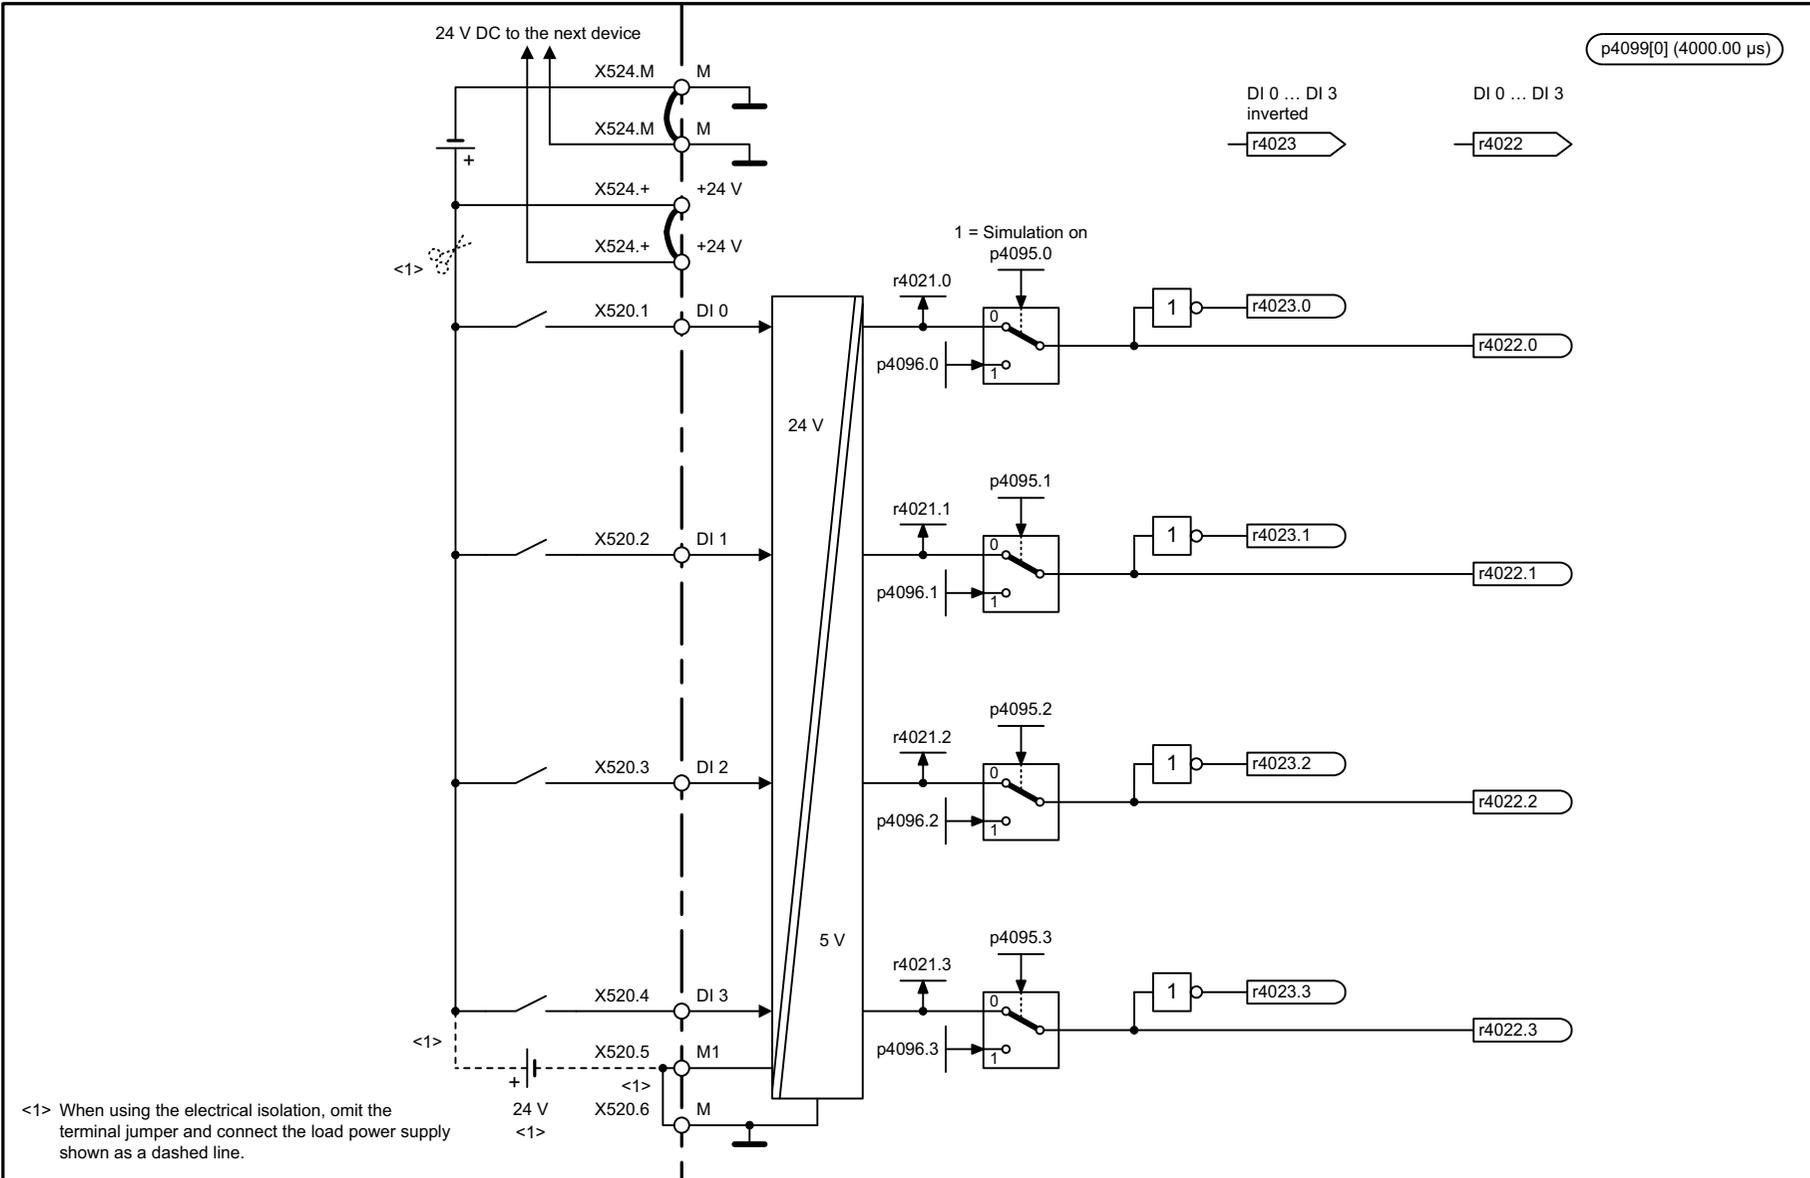 24 V DC to the next device
p4099[0] (4000.00 µs)
X524.M
M
DI 0 … DI 3
inverted
DI 0 … DI 3
X524.M
M
r4023
r4022
+
X524.+
+24 V
1 = Simulation on
X524.+
+24 V
p4095.0
<1>
r4021.0
X520.1
DI 0
0
1
r4023.0
r4022.0
p4096.0
1
24 V
p4095.1
r4021.1
X520.2
DI 1
0
1
r4023.1
r4022.1
p4096.1
1
p4095.2
r4021.2
X520.3
DI 2
0
1
r4023.2
r4022.2
p4096.2
1
5 V
p4095.3
r4021.3
X520.4
DI 3
0
1
r4023.3
r4022.3
<1>
p4096.3
1
X520.5
M1
+
<1>
24 V
<1>
X520.6
M
<1> When using the electrical isolation, omit the
terminal jumper and connect the load power supply
shown as a dashed line.